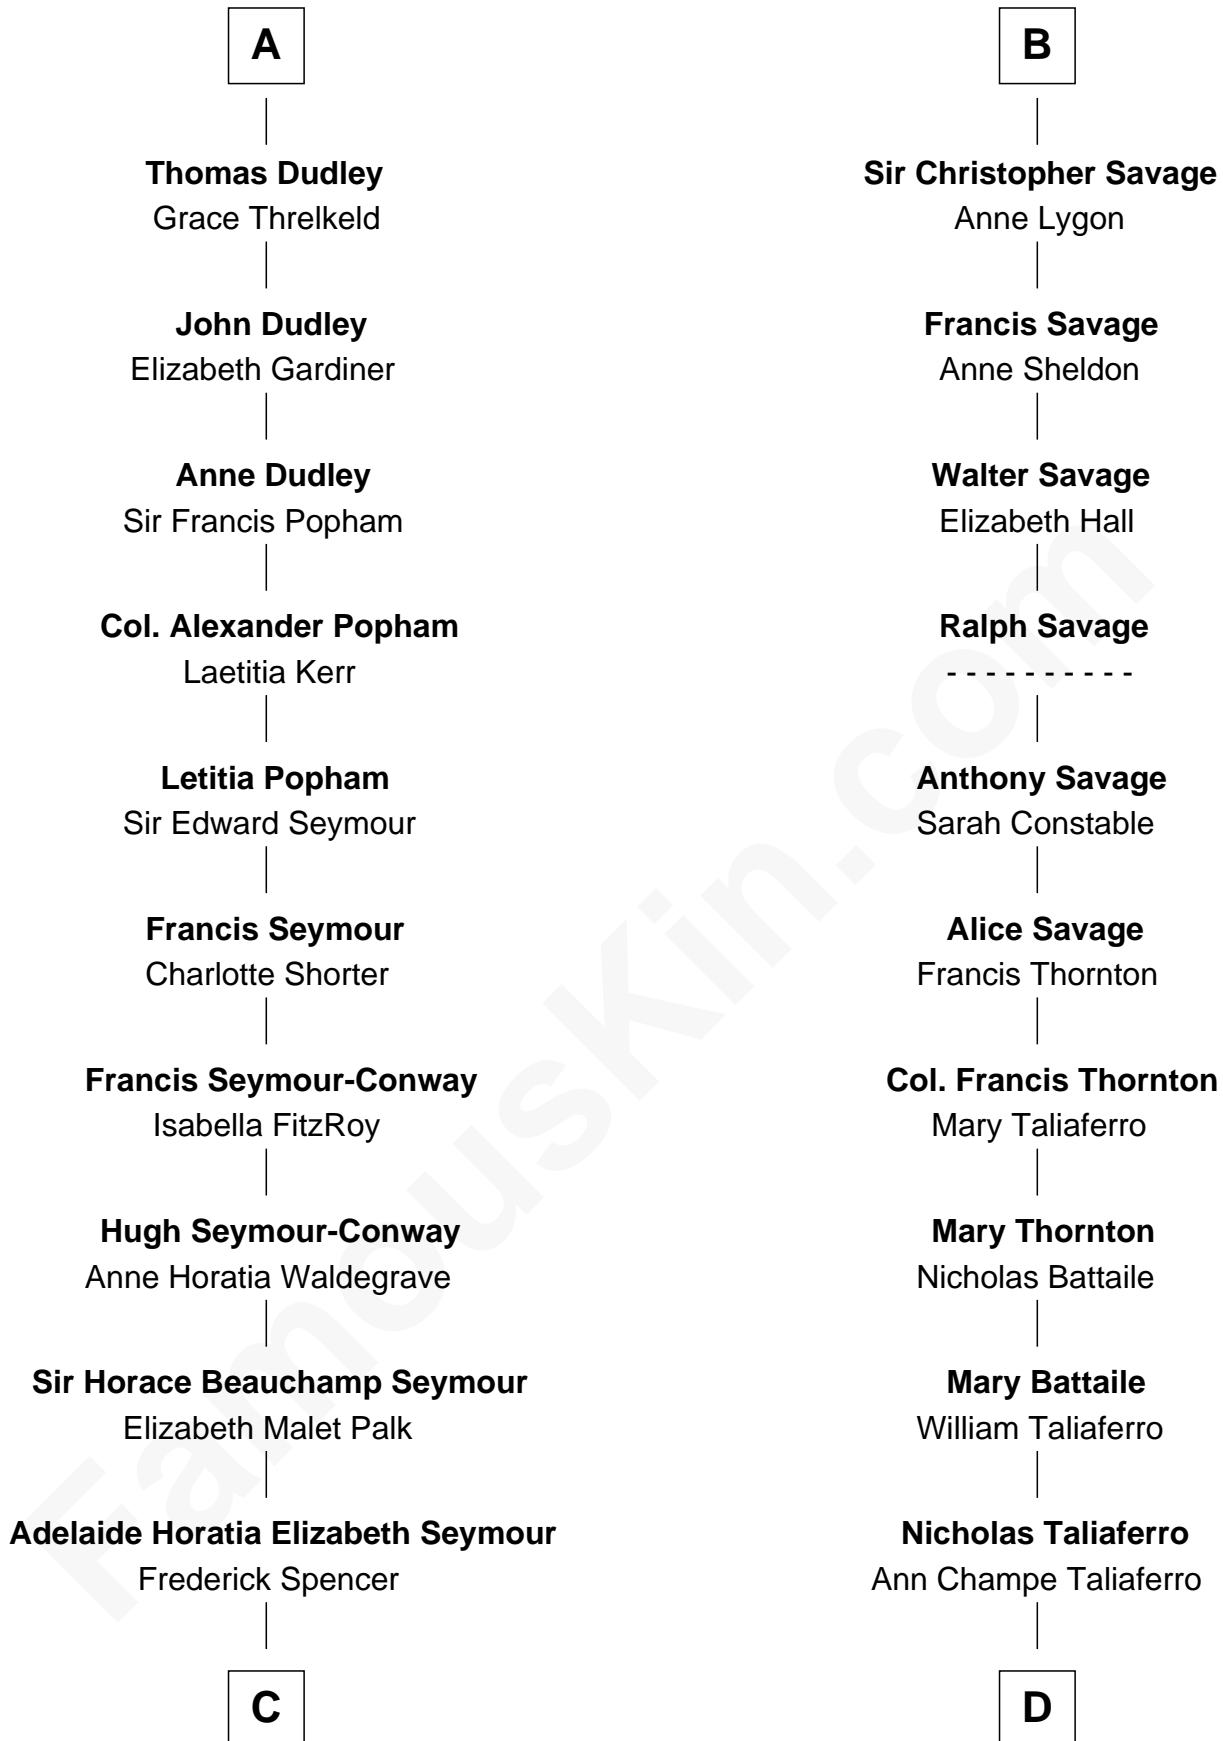 A
Thomas Dudley
Grace Threlkeld
John Dudley
Elizabeth Gardiner
Anne Dudley
Sir Francis Popham
Col. Alexander Popham
Laetitia Kerr
Letitia Popham
Sir Edward Seymour
Francis Seymour
Charlotte Shorter
Francis Seymour-Conway
Isabella FitzRoy
Hugh Seymour-Conway
Anne Horatia Waldegrave
Sir Horace Beauchamp Seymour
Elizabeth Malet Palk
Adelaide Horatia Elizabeth Seymour
Frederick Spencer
C
B
Sir Christopher Savage
Anne Lygon
Francis Savage
Anne Sheldon
Walter Savage
Elizabeth Hall
Ralph Savage
- - - - - - - - - -
Anthony Savage
Sarah Constable
Alice Savage
Francis Thornton
Col. Francis Thornton
Mary Taliaferro
Mary Thornton
Nicholas Battaile
Mary Battaile
William Taliaferro
Nicholas Taliaferro
Ann Champe Taliaferro
D
FamousKin.com